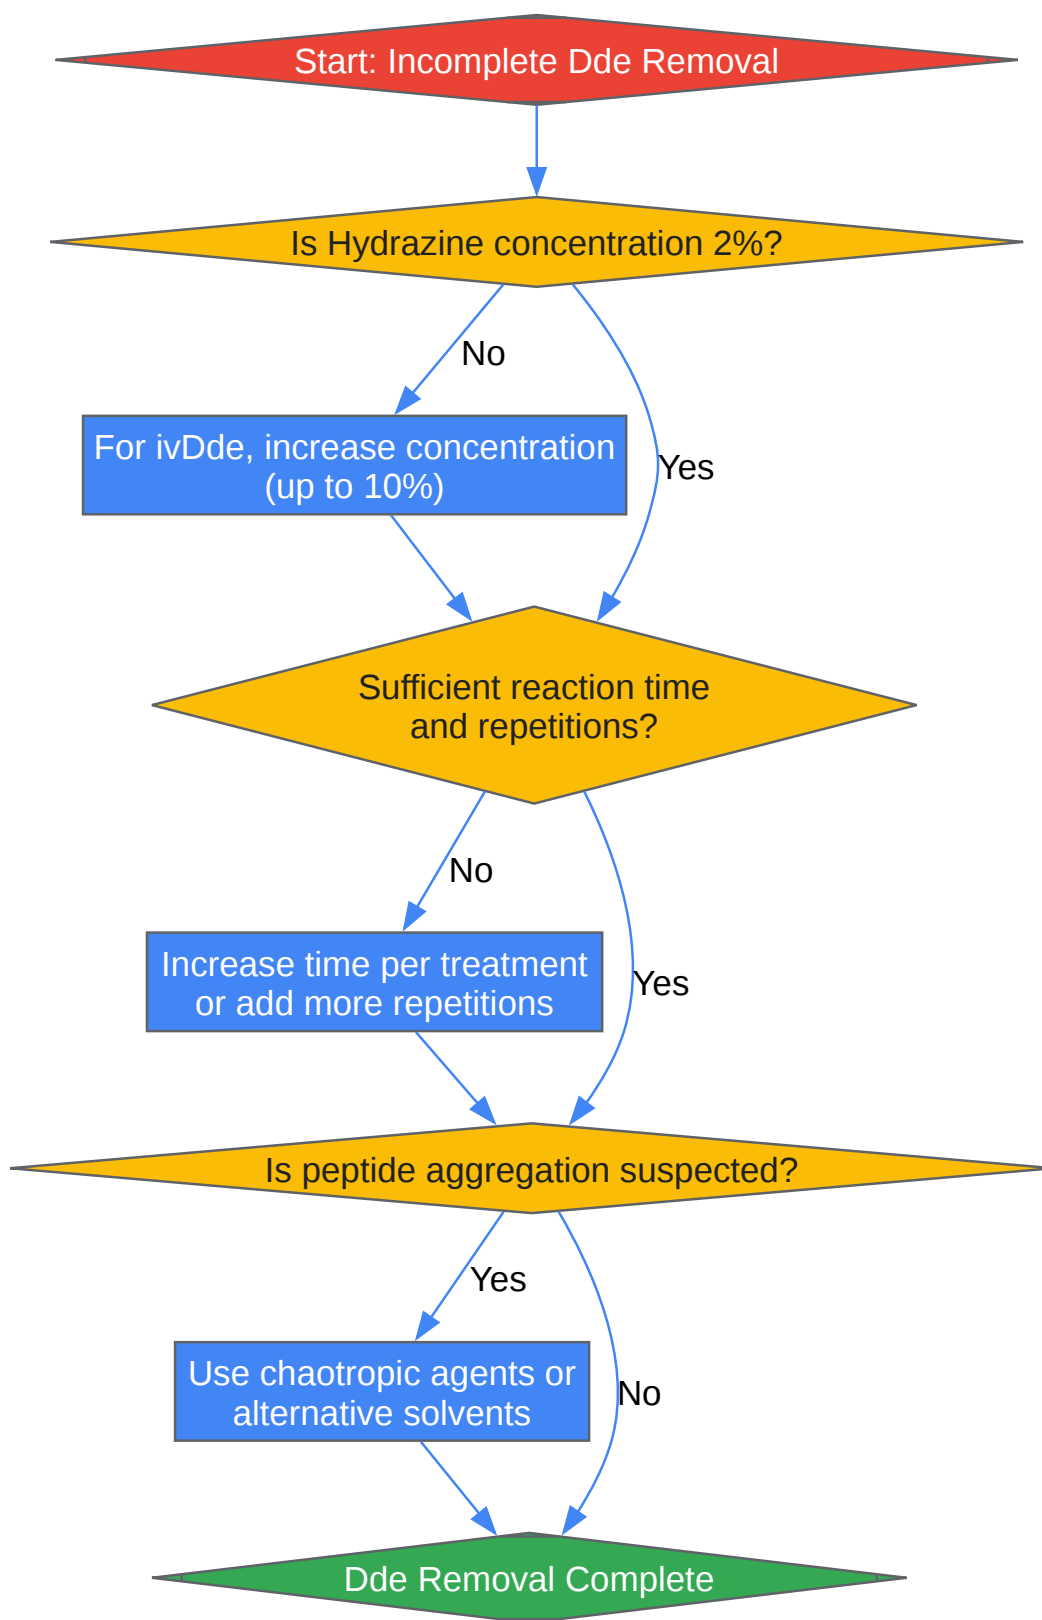 Start: Incomplete Dde Removal
Is Hydrazine concentration 2%?
No
For ivDde, increase concentration
(up to 10%)
Yes
Sufficient reaction time
and repetitions?
No
Increase time per treatment
or add more repetitions
Yes
Is peptide aggregation suspected?
Yes
Use chaotropic agents or
alternative solvents
No
Dde Removal Complete